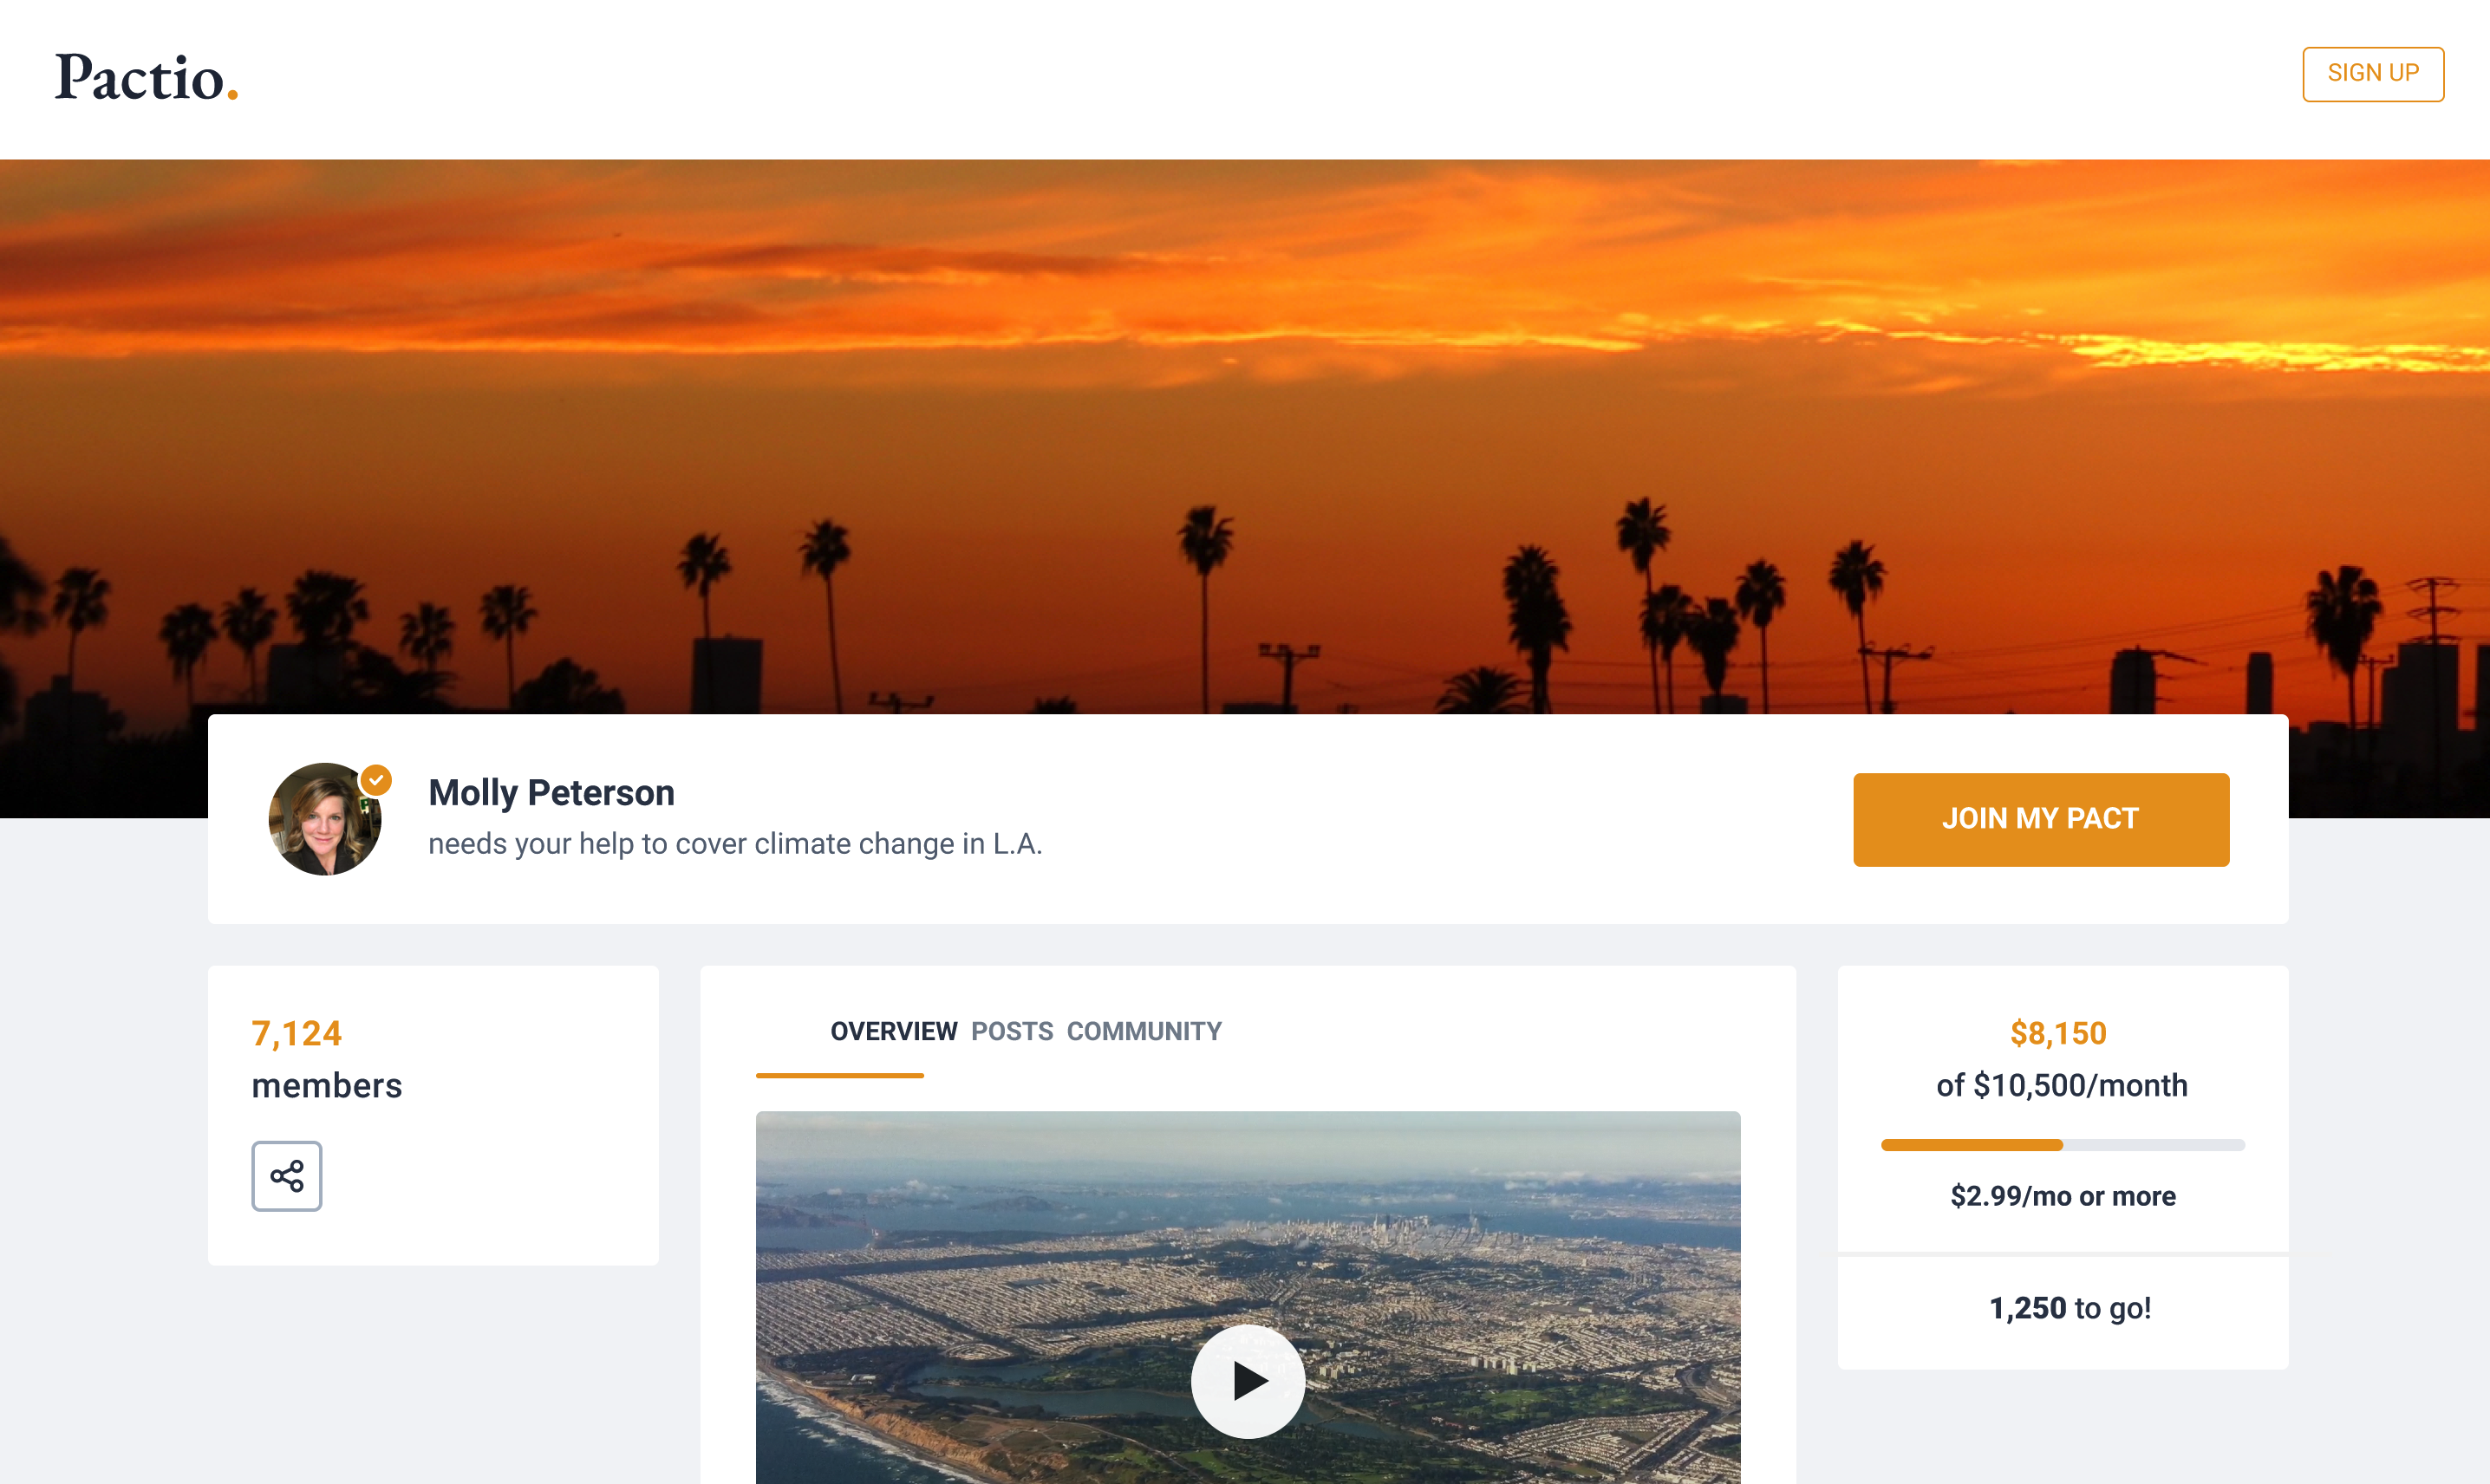 Pactio.
SIGN UP
Molly Peterson
needs your help to cover climate change in L.A.
JOIN MY PACT
7,124
members
OVERVIEW POSTS COMMUNITY
$8,150
of $10,500/month
$2.99/mo or more
1,250 to go!